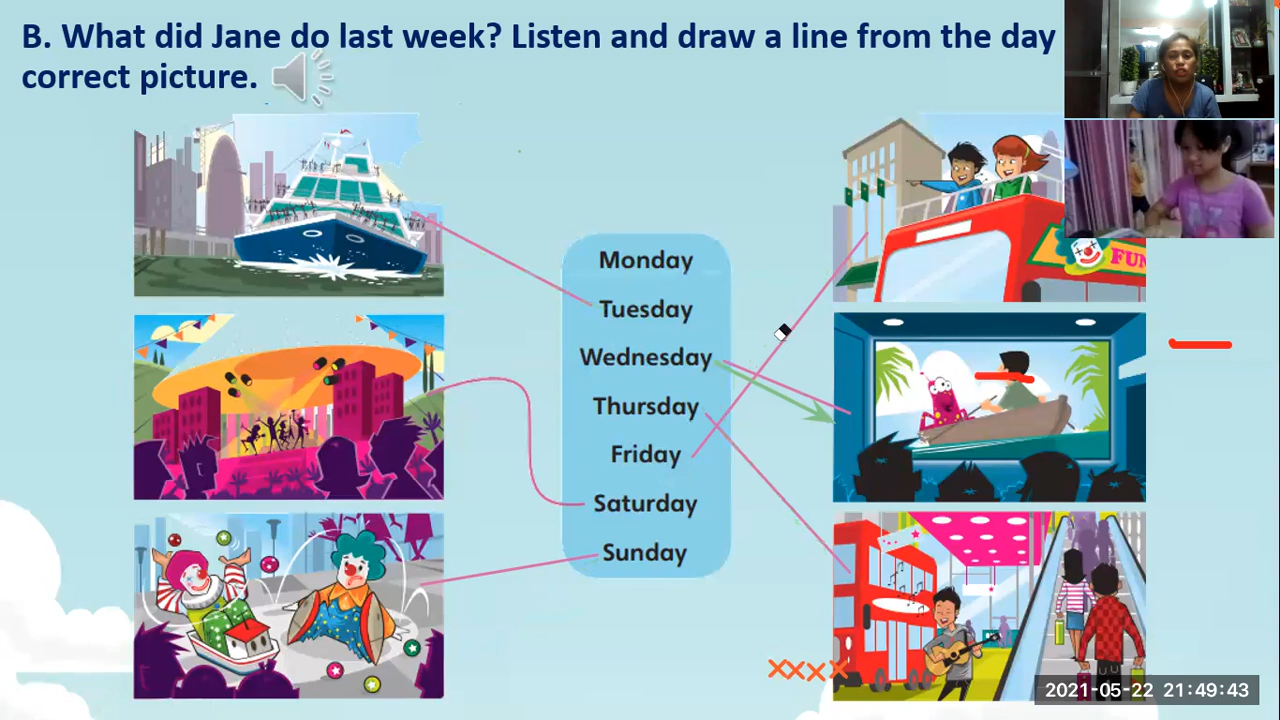 B. What did Jane do last week? Listen and draw a line from the day
correct picture.
Monday
Tuesday
Wednesday
Thursday
Friday
Saturday
Sunday
FUN
2021-05-22 21:49:43